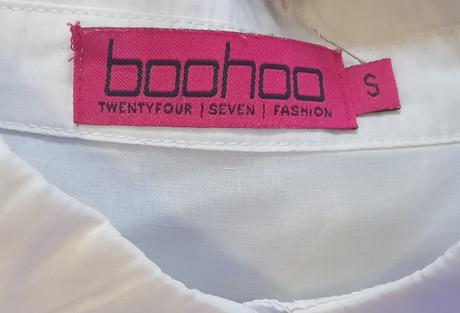 boohoo
TWENTYFOUR | SEVEN | FASHION
S